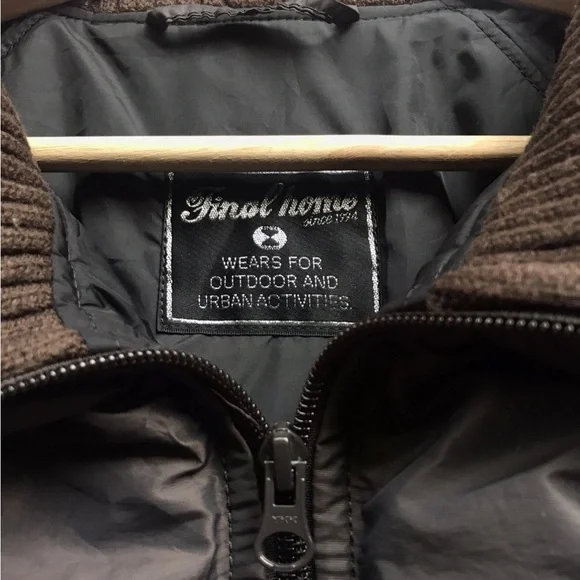 Final home
since 1994
WEARS FOR
OUTDOOR AND
URBAN ACTIVITIES.